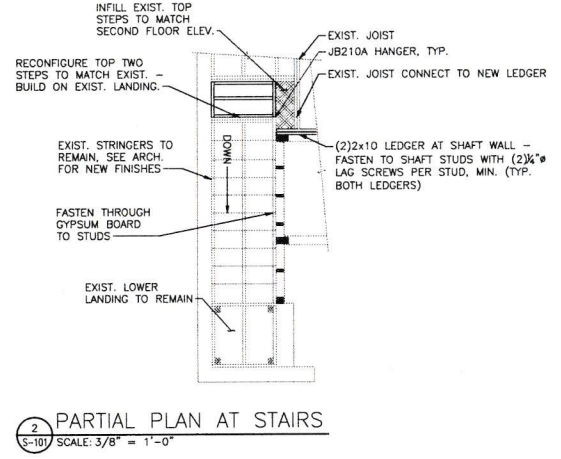 INFILL EXIST. TOP
STEPS TO MATCH
SECOND FLOOR ELEV.
EXIST. JOIST
JB210A HANGER, TYP.
RECONFIGURE TOP TWO
STEPS TO MATCH EXIST. –
BUILD ON EXIST. LANDING.
EXIST. JOIST CONNECT TO NEW LEDGER
DOWN
EXIST. STRINGERS TO
REMAIN, SEE ARCH.
FOR NEW FINISHES
(2)2x10 LEDGER AT SHAFT WALL –
FASTEN TO SHAFT STUDS WITH (2)¼"ø
LAG SCREWS PER STUD, MIN. (TYP.
BOTH LEDGERS)
FASTEN THROUGH
GYPSUM BOARD
TO STUDS
EXIST. LOWER
LANDING TO REMAIN
2
S-101
PARTIAL PLAN AT STAIRS
SCALE: 3/8" = 1'-0"